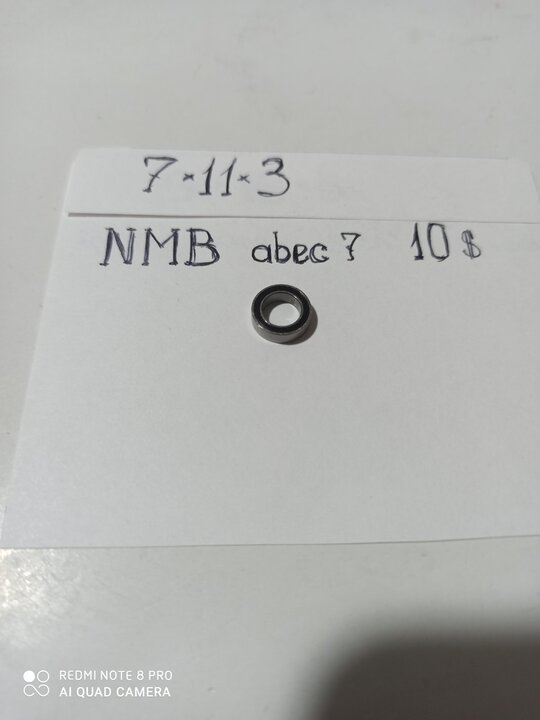 7×11×3
NMB abec 7 10$
REDMI NOTE 8 PRO
AI QUAD CAMERA